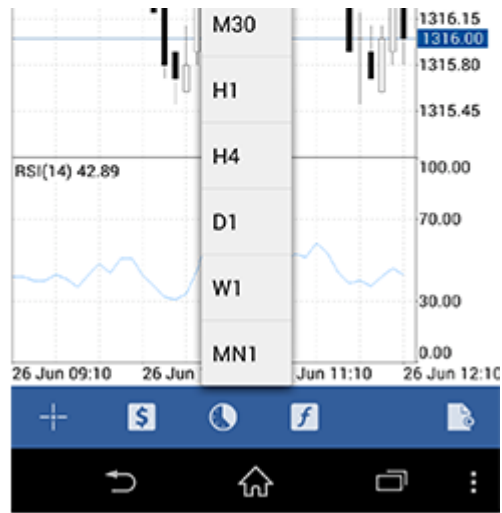 M30
1316.15
1316.00
1315.80
H1
1315.45
H4
RSI(14) 42.89
100.00
D1
70.00
W1
30.00
MN1
0.00
26 Jun 09:10 26 Jun Jun 11:10 26 Jun 12:10
$
f